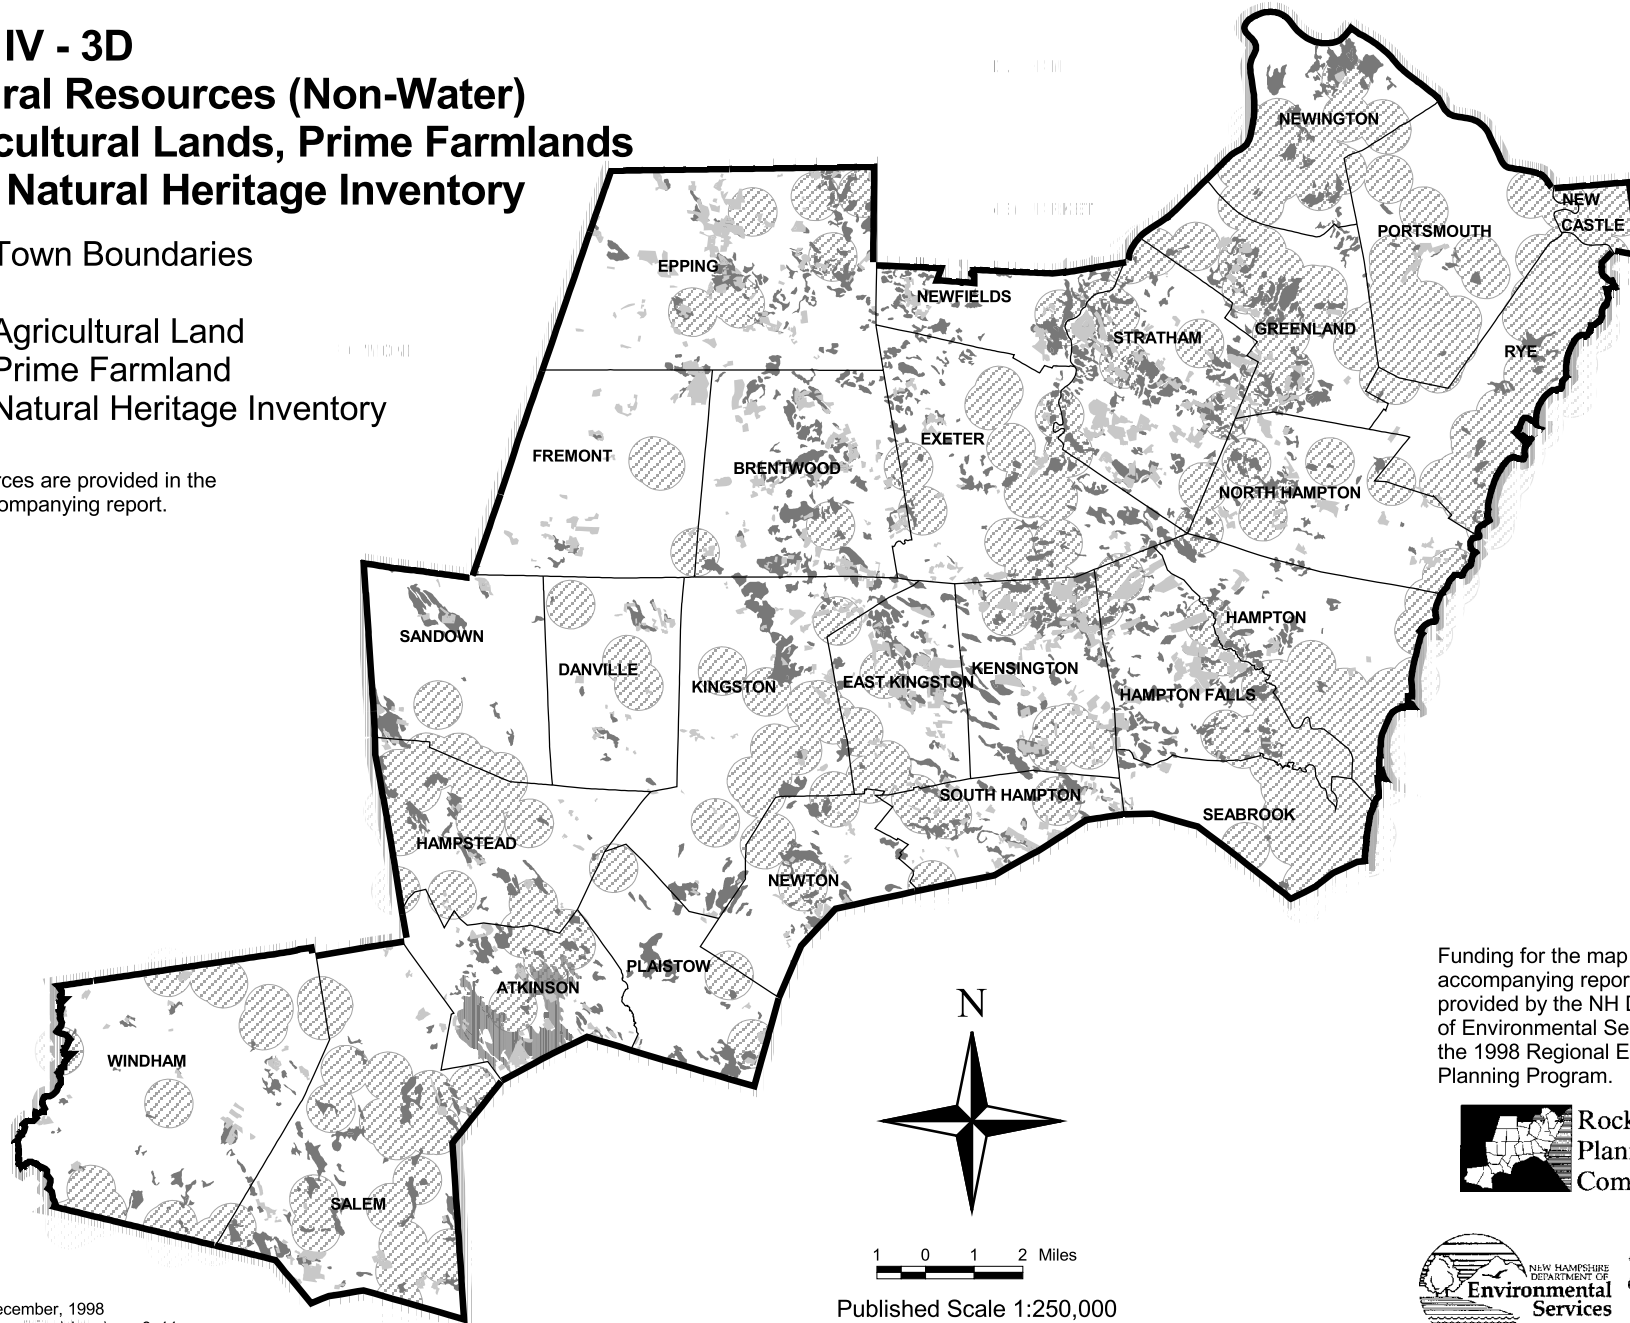 IV - 3D
ral Resources (Non-Water)
cultural Lands, Prime Farmlands
Natural Heritage Inventory
Town Boundaries
Agricultural Land
Prime Farmland
Natural Heritage Inventory
rces are provided in the
ompanying report.
NEWINGTON
NEW
CASTLE
PORTSMOUTH
EPPING
NEWFIELDS
STRATHAM
GREENLAND
RYE
FREMONT
BRENTWOOD
EXETER
NORTH HAMPTON
SANDOWN
DANVILLE
KINGSTON
EAST KINGSTON
KENSINGTON
HAMPTON
HAMPTON FALLS
SOUTH HAMPTON
SEABROOK
HAMPSTEAD
NEWTON
PLAISTOW
ATKINSON
WINDHAM
SALEM
N
1 0 1 2 Miles
Published Scale 1:250,000
Funding for the map
accompanying repor
provided by the NH D
of Environmental Se
the 1998 Regional E
Planning Program.
Rock
Plann
Com
NEW HAMPSHIRE
DEPARTMENT OF
Environmental
Services
ecember, 1998